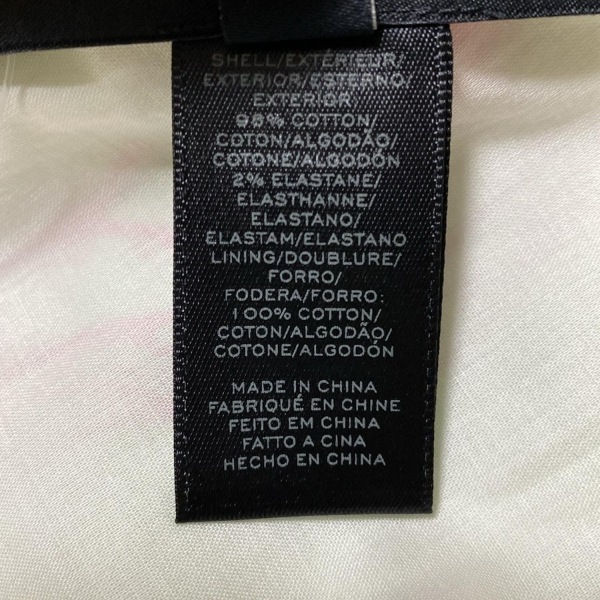 SHELL/EXTÉRIEUR/
EXTERIOR/ESTERNO/
EXTERIOR
98% COTTON/
COTON/ALGODÃO/
COTONE/ALGODÓN
2% ELASTANE/
ELASTHANNE/
ELASTANO/
ELASTAM/ELASTANO
LINING/DOUBLURE/
FORRO/
FODERA/FORRO:
100% COTTON/
COTON/ALGODÃO/
COTONE/ALGODÓN
MADE IN CHINA
FABRIQUÉ EN CHINE
FEITO EM CHINA
FATTO A CINA
HECHO EN CHINA